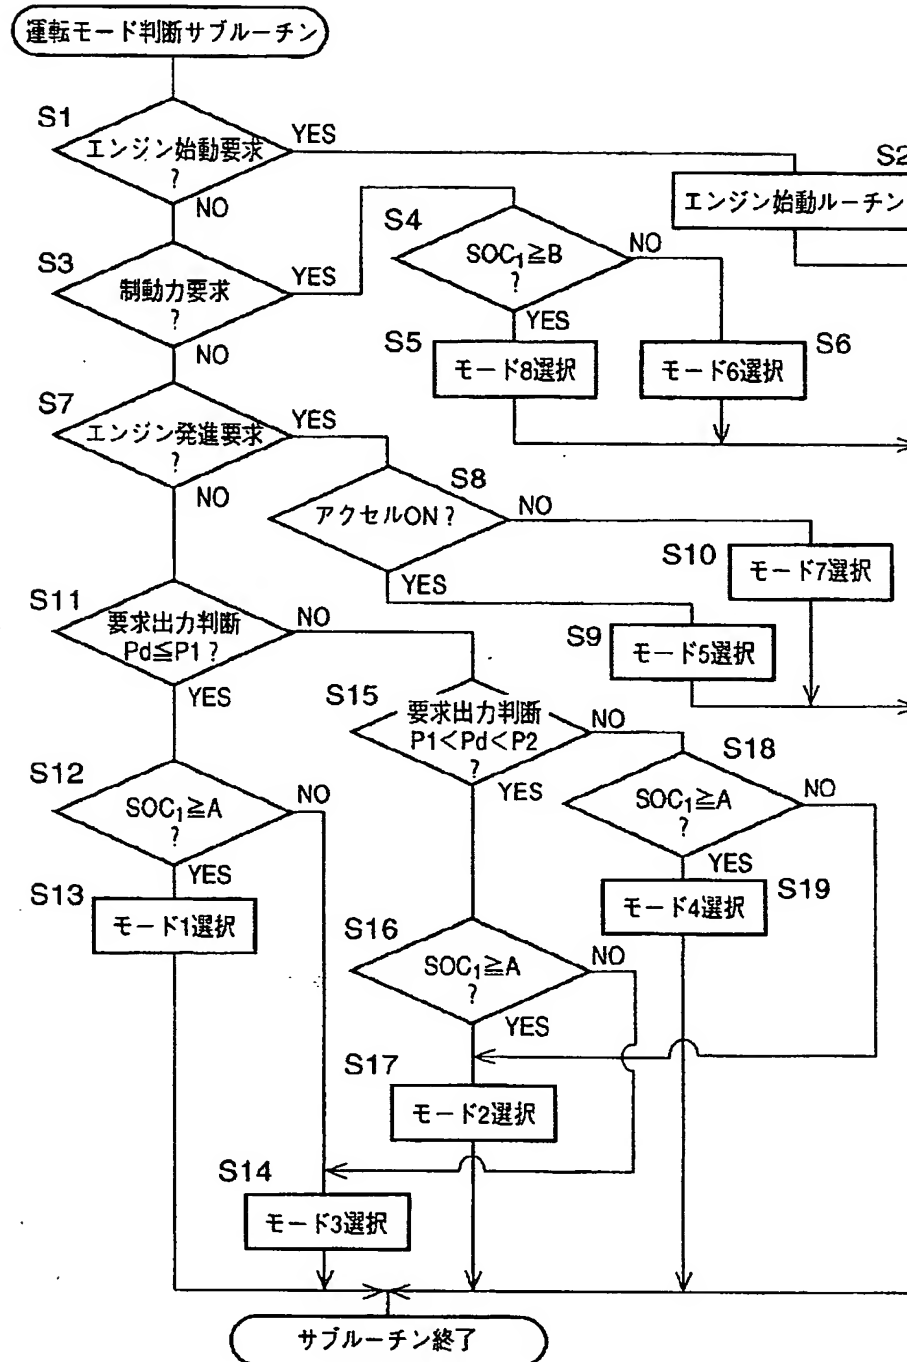 運転モード判断サブルーチン
S1
エンジン始動要求
?
YES
NO
S2
エンジン始動ルーチン
S3
制動力要求
?
YES
NO
S4
SOC₁≧B
?
NO
YES
S5
モード8選択
S6
モード6選択
S7
エンジン発進要求
?
YES
NO
S8
アクセルON?
NO
YES
S10
モード7選択
S9
モード5選択
S11
要求出力判断
Pd≦P1?
NO
YES
S15
要求出力判断
P1<Pd<P2
?
NO
YES
S18
SOC₁≧A
?
NO
YES
S12
SOC₁≧A
?
NO
YES
S13
モード1選択
S19
モード4選択
S16
SOC₁≧A
?
NO
YES
S17
モード2選択
S14
モード3選択
サブルーチン終了